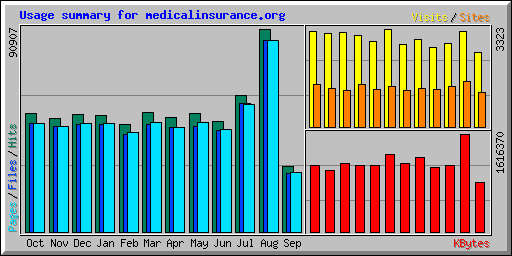 Usage summary for medicalinsurance.org
Visits/Sites
90907
3323
1616370
Pages/Files/Hits
Oct Nov Dec Jan Feb Mar Apr May Jun Jul Aug Sep
KBytes